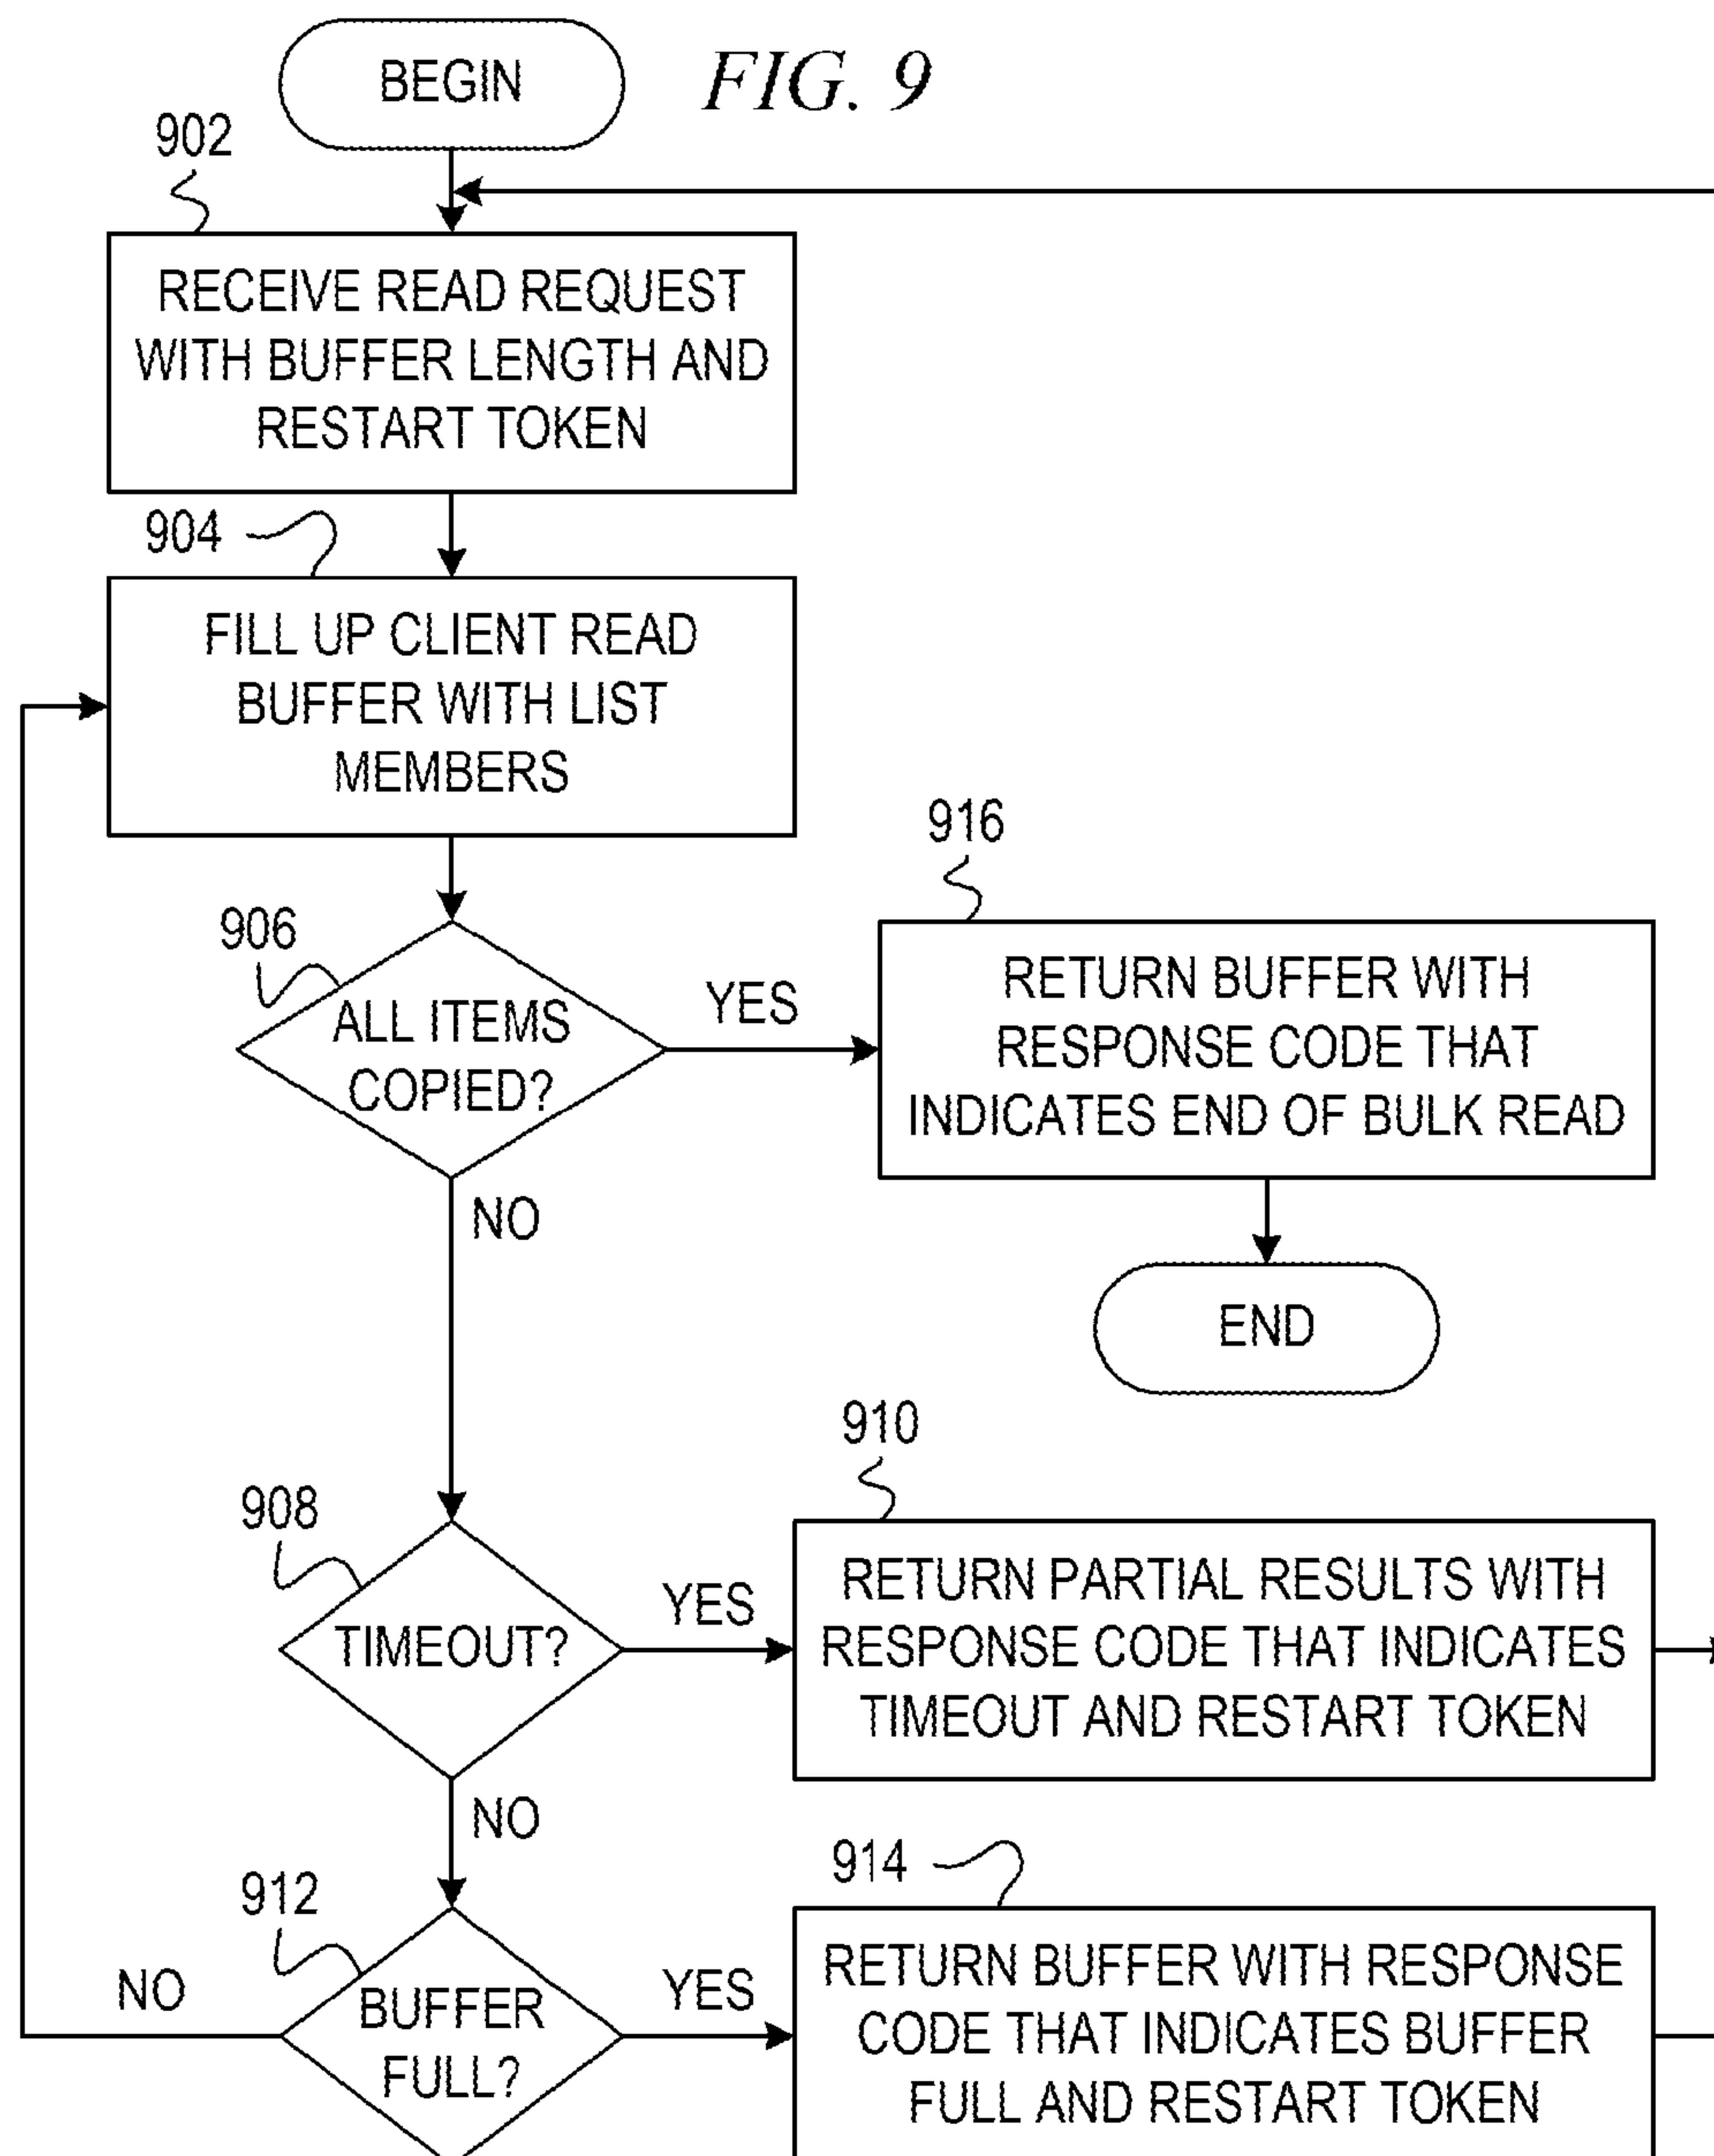 BEGIN
FIG. 9
902
RECEIVE READ REQUEST
WITH BUFFER LENGTH AND
RESTART TOKEN
904
FILL UP CLIENT READ
BUFFER WITH LIST
MEMBERS
906
ALL ITEMS
COPIED?
YES
916
RETURN BUFFER WITH
RESPONSE CODE THAT
INDICATES END OF BULK READ
NO
END
908
TIMEOUT?
YES
910
RETURN PARTIAL RESULTS WITH
RESPONSE CODE THAT INDICATES
TIMEOUT AND RESTART TOKEN
NO
912
NO
BUFFER
FULL?
YES
914
RETURN BUFFER WITH RESPONSE
CODE THAT INDICATES BUFFER
FULL AND RESTART TOKEN